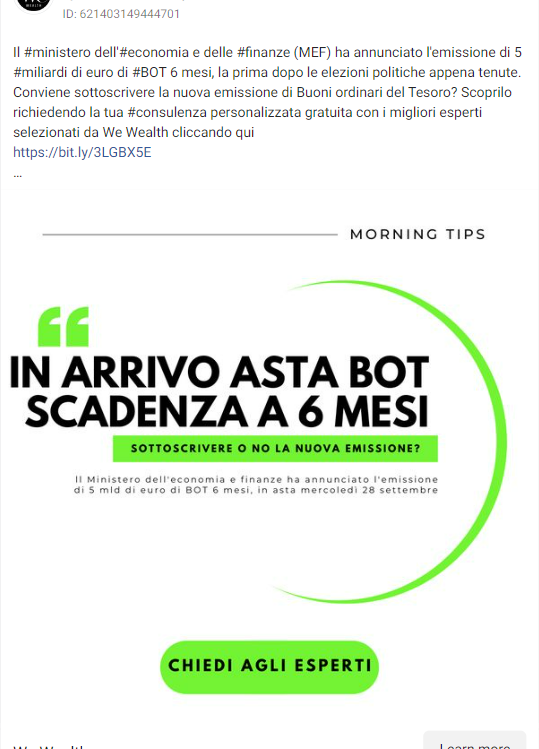 ID: 621403149444701
Il #ministero dell'#economia e delle #finanze (MEF) ha annunciato l'emissione di 5
#miliardi di euro di #BOT 6 mesi, la prima dopo le elezioni politiche appena tenute.
Conviene sottoscrivere la nuova emissione di Buoni ordinari del Tesoro? Scoprilo
richiedendo la tua #consulenza personalizzata gratuita con i migliori esperti
selezionati da We Wealth cliccando qui
https://bit.ly/3LGBX5E
...
MORNING TIPS
IN ARRIVO ASTA BOT
SCADENZA A 6 MESI
SOTTOSCRIVERE O NO LA NUOVA EMISSIONE?
Il Ministero dell'economia e finanze ha annunciato l'emissione
di 5 mld di euro di BOT 6 mesi, in asta mercoledì 28 settembre
CHIEDI AGLI ESPERTI
We Wealth
Learn more